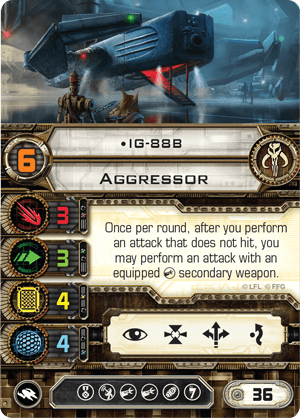 •IG-88B
6
AGGRESSOR
3
3
4
4
Once per round, after you perform
an attack that does not hit, you
may perform an attack with an
equipped secondary weapon.
©LFL ©FFG
36